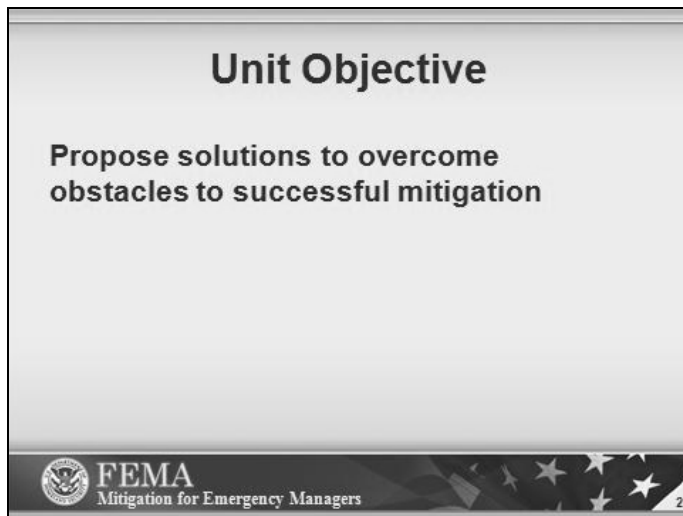 Unit Objective
Propose solutions to overcome
obstacles to successful mitigation
FEMA
Mitigation for Emergency Managers
2